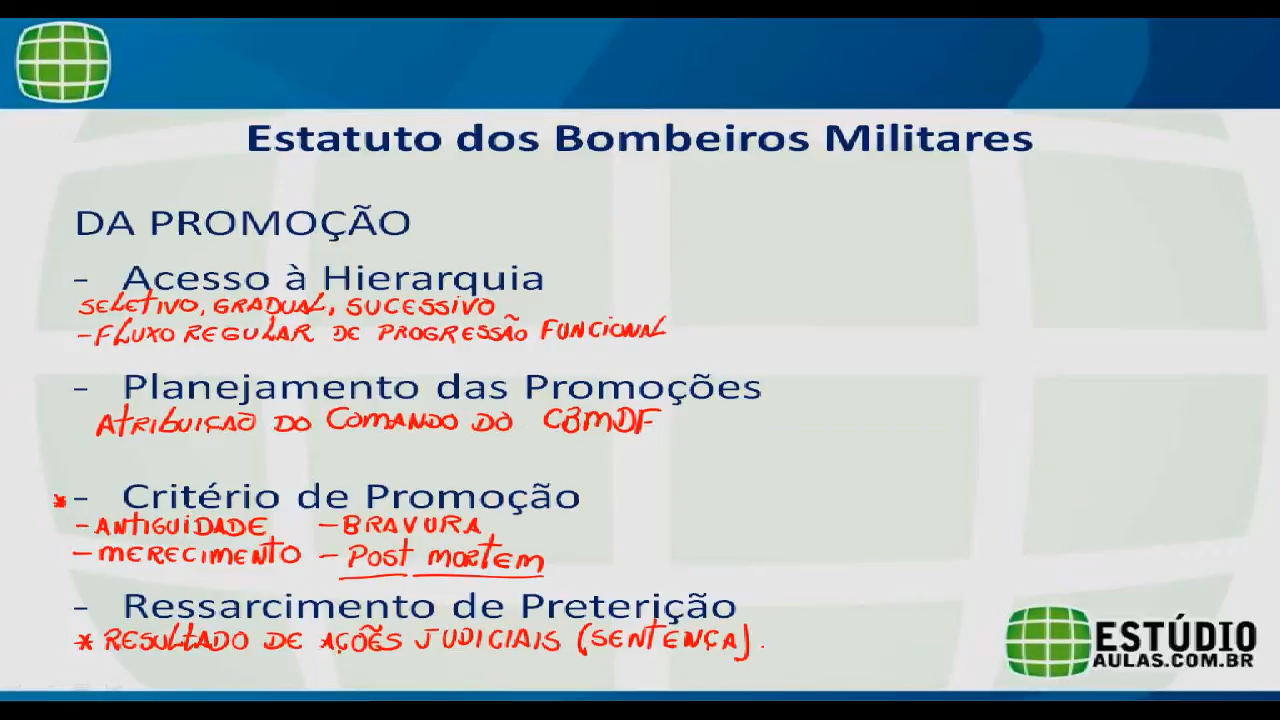 Estatuto dos Bombeiros Militares
DA PROMOÇÃO
- Acesso à Hierarquia
SELETIVO, GRADUAL, SUCESSIVO
- FLUXO REGULAR DE PROGRESSÃO FUNCIONAL
- Planejamento das Promoções
ATRIBUIÇAO DO COMANDO DO CBMDF
* - Critério de Promoção
- ANTIGUIDADE - BRAVURA
- MERECIMENTO - POST MORTEM
- Ressarcimento de Preterição
* RESULTADO DE AÇÕES JUDICIAIS (SENTENÇA).
ESTÚDIO
AULAS.COM.BR